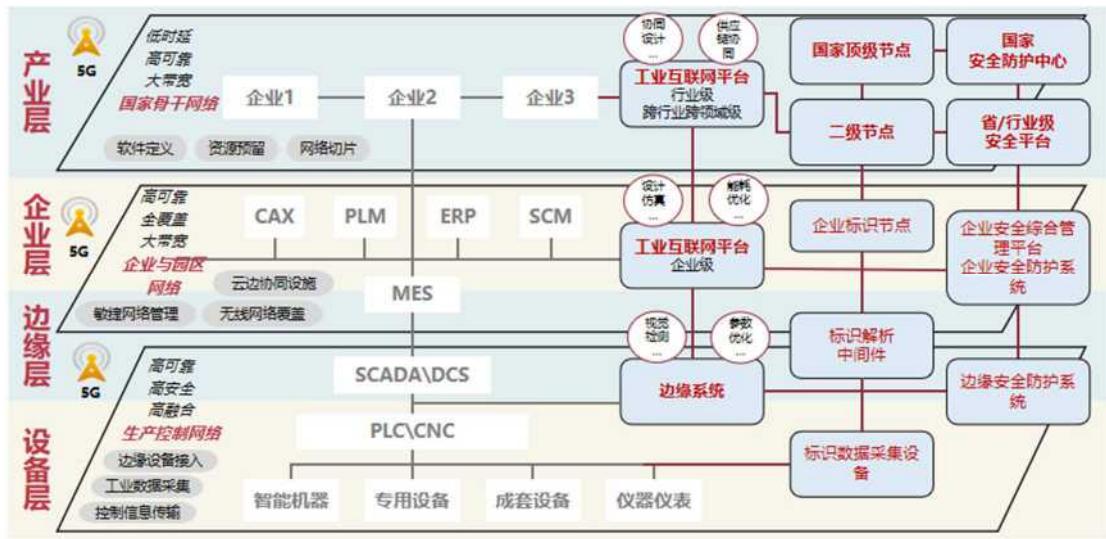 产业层
5G
低时延
高可靠
大带宽
国家骨干网络
企业1
企业2
企业3
软件定义
资源预留
网络切片
协同
设计
...
供应
链协
同
工业互联网平台
行业级
跨行业跨领域级
国家顶级节点
国家
安全防护中心
二级节点
省/行业级
安全平台
企业层
5G
高可靠
全覆盖
大带宽
企业与园区
网络
CAX
PLM
ERP
SCM
云边协同设施
敏捷网络管理
无线网络覆盖
MES
设计
仿真
...
能耗
优化
...
工业互联网平台
企业级
企业标识节点
企业安全综合管
理平台
企业安全防护系
统
边缘层
5G
高可靠
高安全
高融合
生产控制网络
SCADA\DCS
视觉
检测
...
参数
优化
...
边缘系统
标识解析
中间件
边缘安全防护系
统
设备层
边缘设备接入
工业数据采集
控制信息传输
PLC\CNC
智能机器
专用设备
成套设备
仪器仪表
标识数据采集设
备